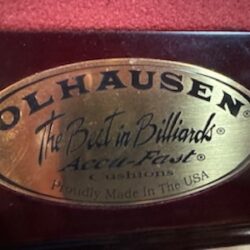 OLHAUSEN®
The Best in Billiards®
Accu-Fast®
Cushions
Proudly Made In The USA